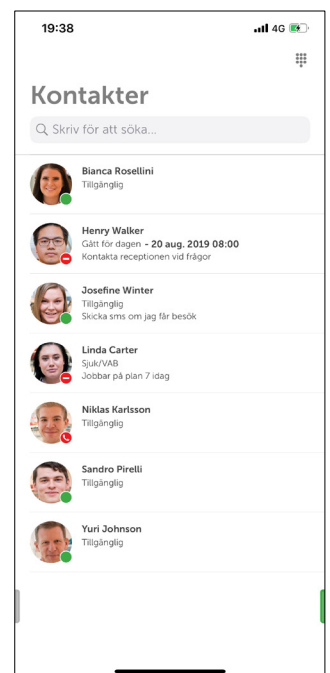 19:38
4G
Kontakter
Skriv för att söka...
Bianca Rosellini
Tillgänglig
Henry Walker
Gått för dagen - 20 aug. 2019 08:00
Kontakta receptionen vid frågor
Josefine Winter
Tillgänglig
Skicka sms om jag får besök
Linda Carter
Sjuk/VAB
Jobbar på plan 7 idag
Niklas Karlsson
Tillgänglig
Sandro Pirelli
Tillgänglig
Yuri Johnson
Tillgänglig